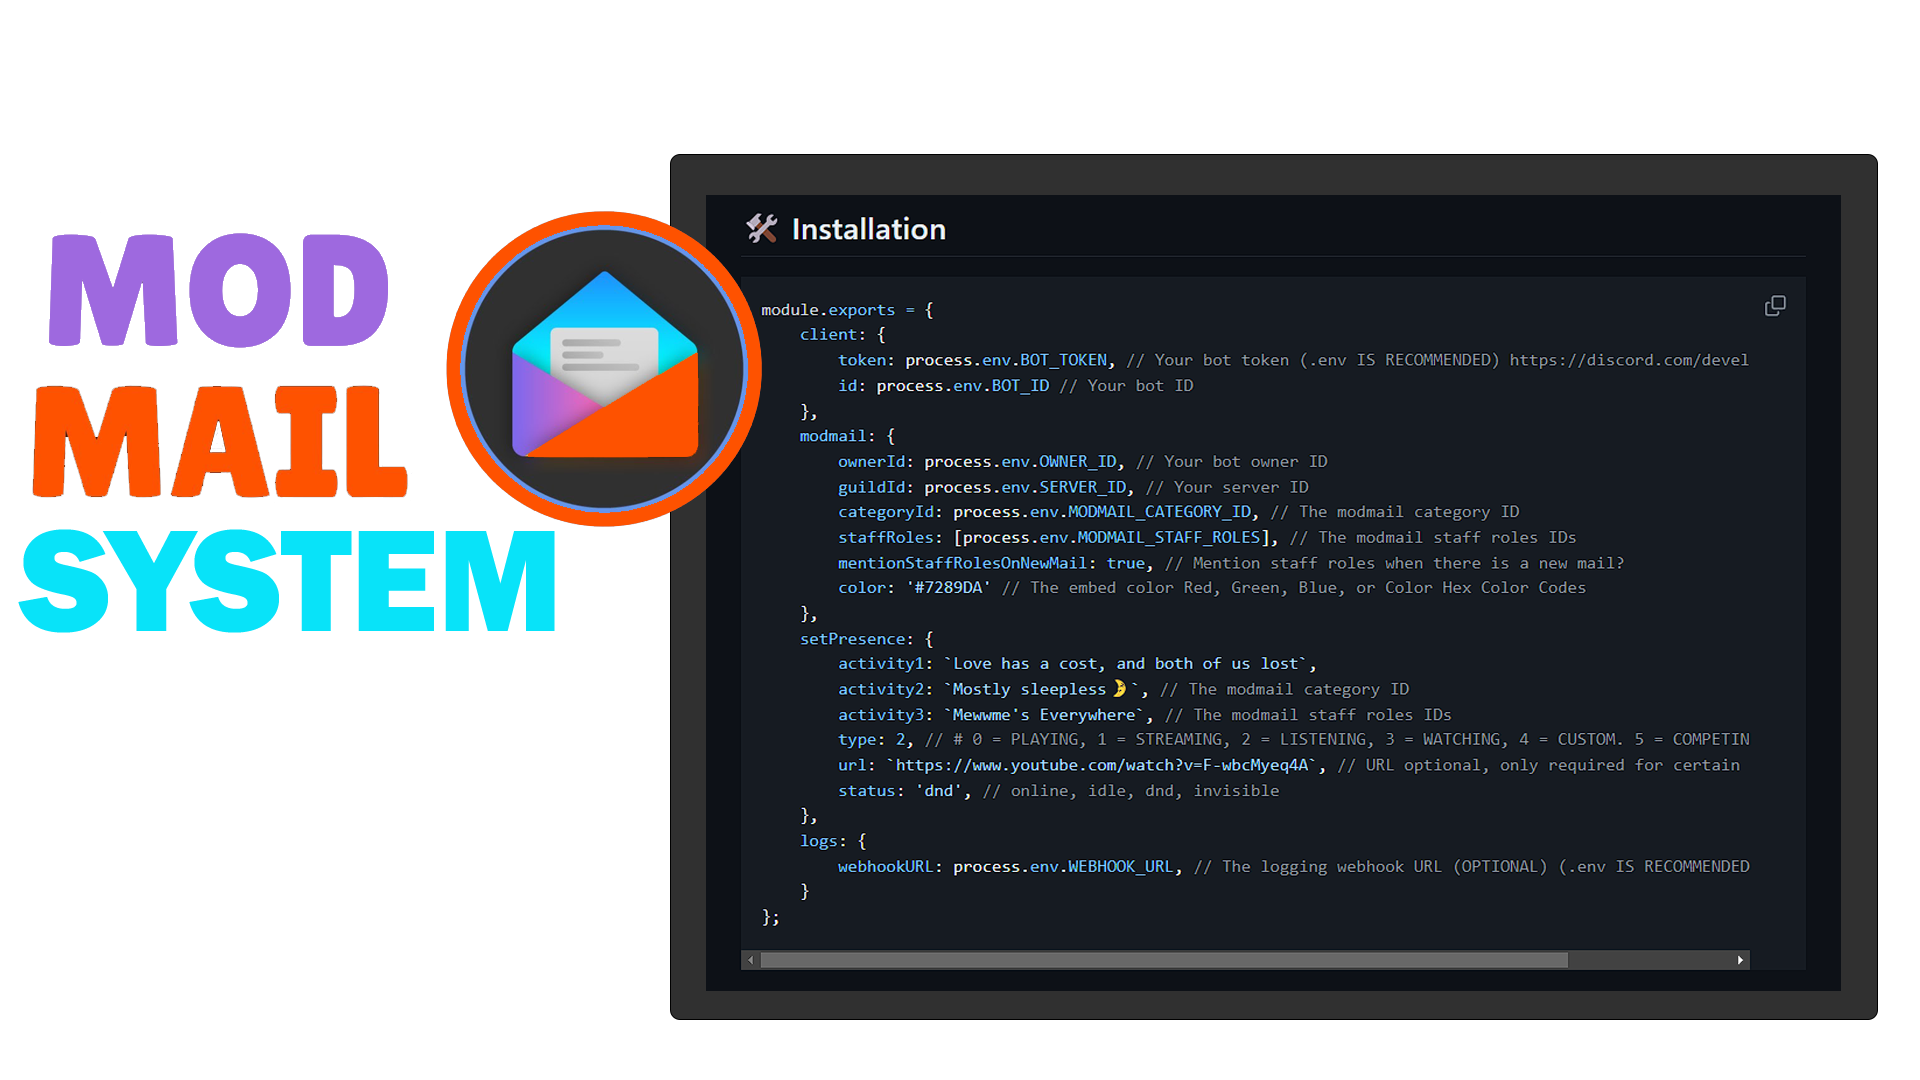 MOD
MAIL
SYSTEM
🛠 Installation
module.exports = {
    client: {
        token: process.env.BOT_TOKEN, // Your bot token (.env IS RECOMMENDED) https://discord.com/devel
        id: process.env.BOT_ID // Your bot ID
    },
    modmail: {
        ownerId: process.env.OWNER_ID, // Your bot owner ID
        guildId: process.env.SERVER_ID, // Your server ID
        categoryId: process.env.MODMAIL_CATEGORY_ID, // The modmail category ID
        staffRoles: [process.env.MODMAIL_STAFF_ROLES], // The modmail staff roles IDs
        mentionStaffRolesOnNewMail: true, // Mention staff roles when there is a new mail?
        color: '#7289DA' // The embed color Red, Green, Blue, or Color Hex Color Codes
    },
    setPresence: {
        activity1: `Love has a cost, and both of us lost`,
        activity2: `Mostly sleepless🌛`, // The modmail category ID
        activity3: `Mewwme's Everywhere`, // The modmail staff roles IDs
        type: 2, // # 0 = PLAYING, 1 = STREAMING, 2 = LISTENING, 3 = WATCHING, 4 = CUSTOM. 5 = COMPETIN
        url: `https://www.youtube.com/watch?v=F-wbcMyeq4A`, // URL optional, only required for certain
        status: 'dnd', // online, idle, dnd, invisible
    },
    logs: {
        webhookURL: process.env.WEBHOOK_URL, // The logging webhook URL (OPTIONAL) (.env IS RECOMMENDED
    }
};